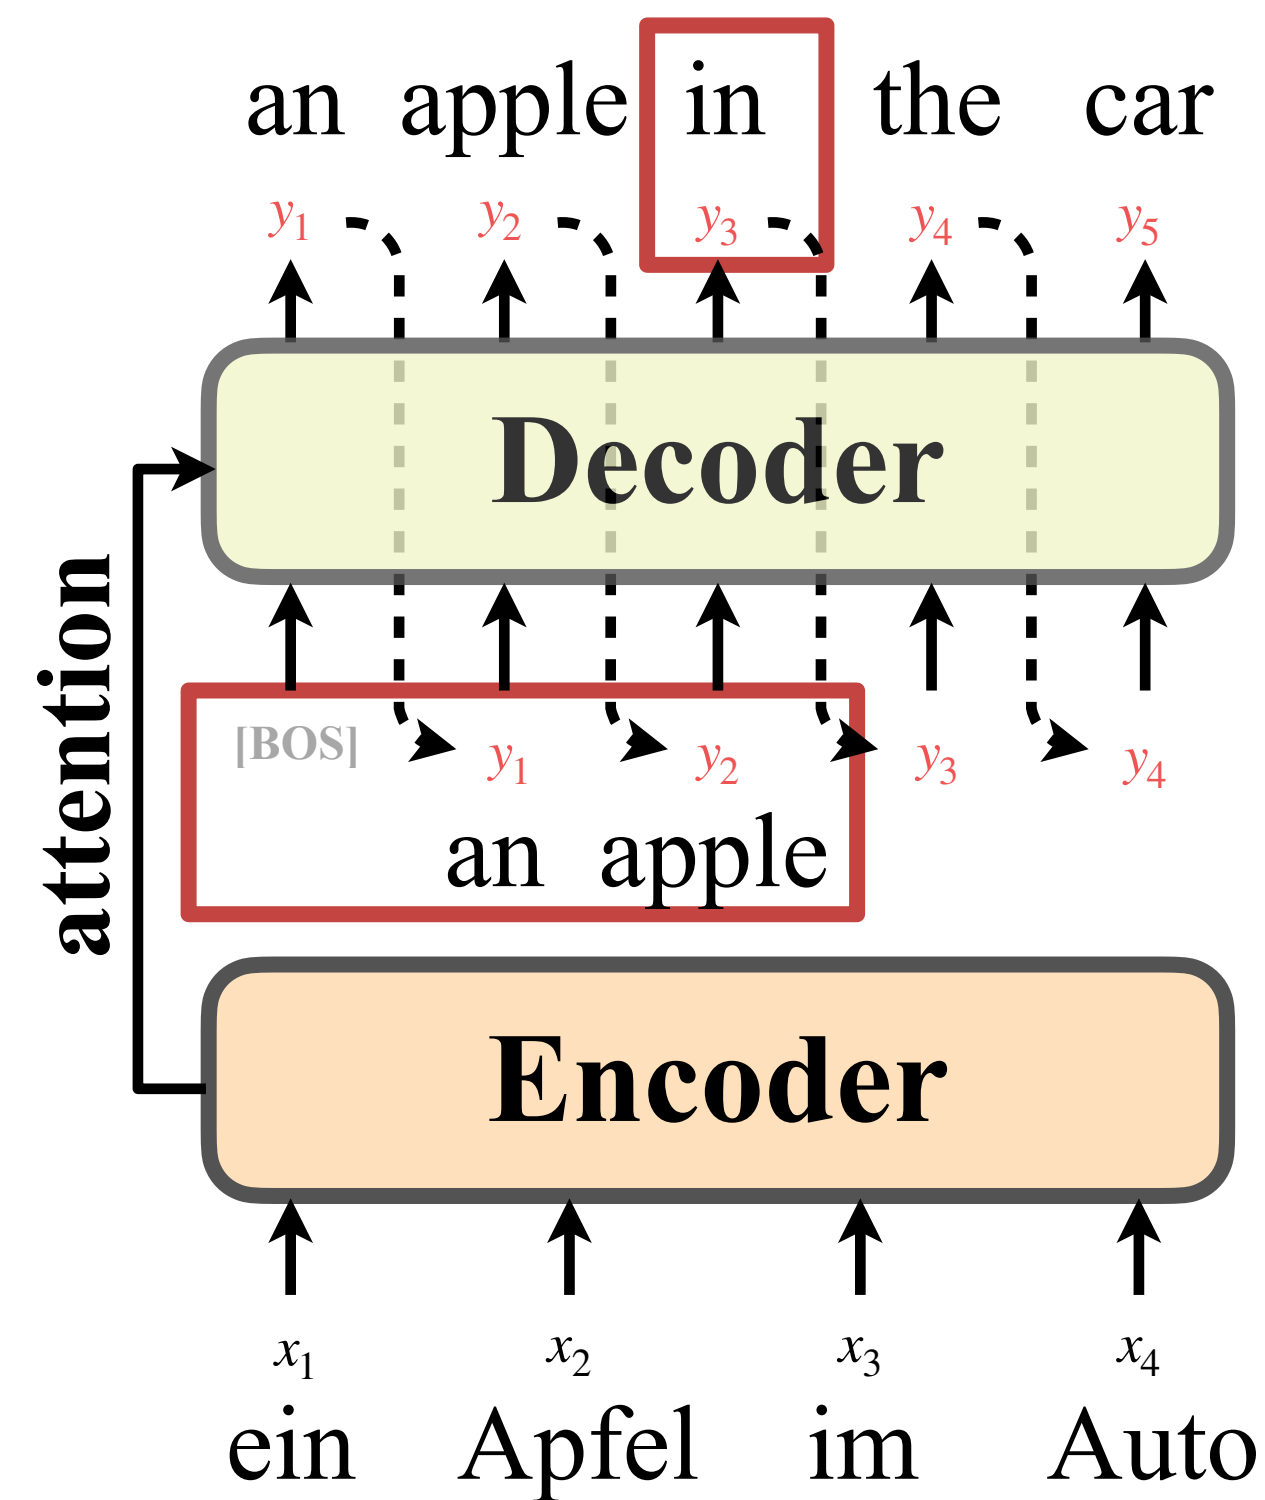 an apple in the car
y1 y2 y3 y4 y5
Decoder
attention
[BOS] y1 y2 y3 y4
an apple
Encoder
x1 x2 x3 x4
ein Apfel im Auto